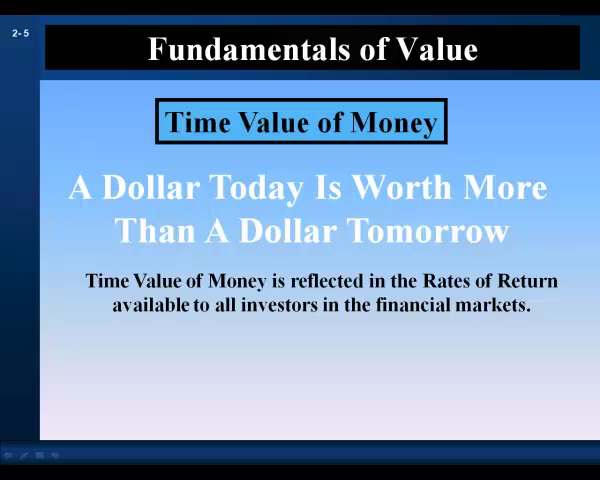 2- 5
Fundamentals of Value
Time Value of Money
A Dollar Today Is Worth More
Than A Dollar Tomorrow
Time Value of Money is reflected in the Rates of Return
available to all investors in the financial markets.